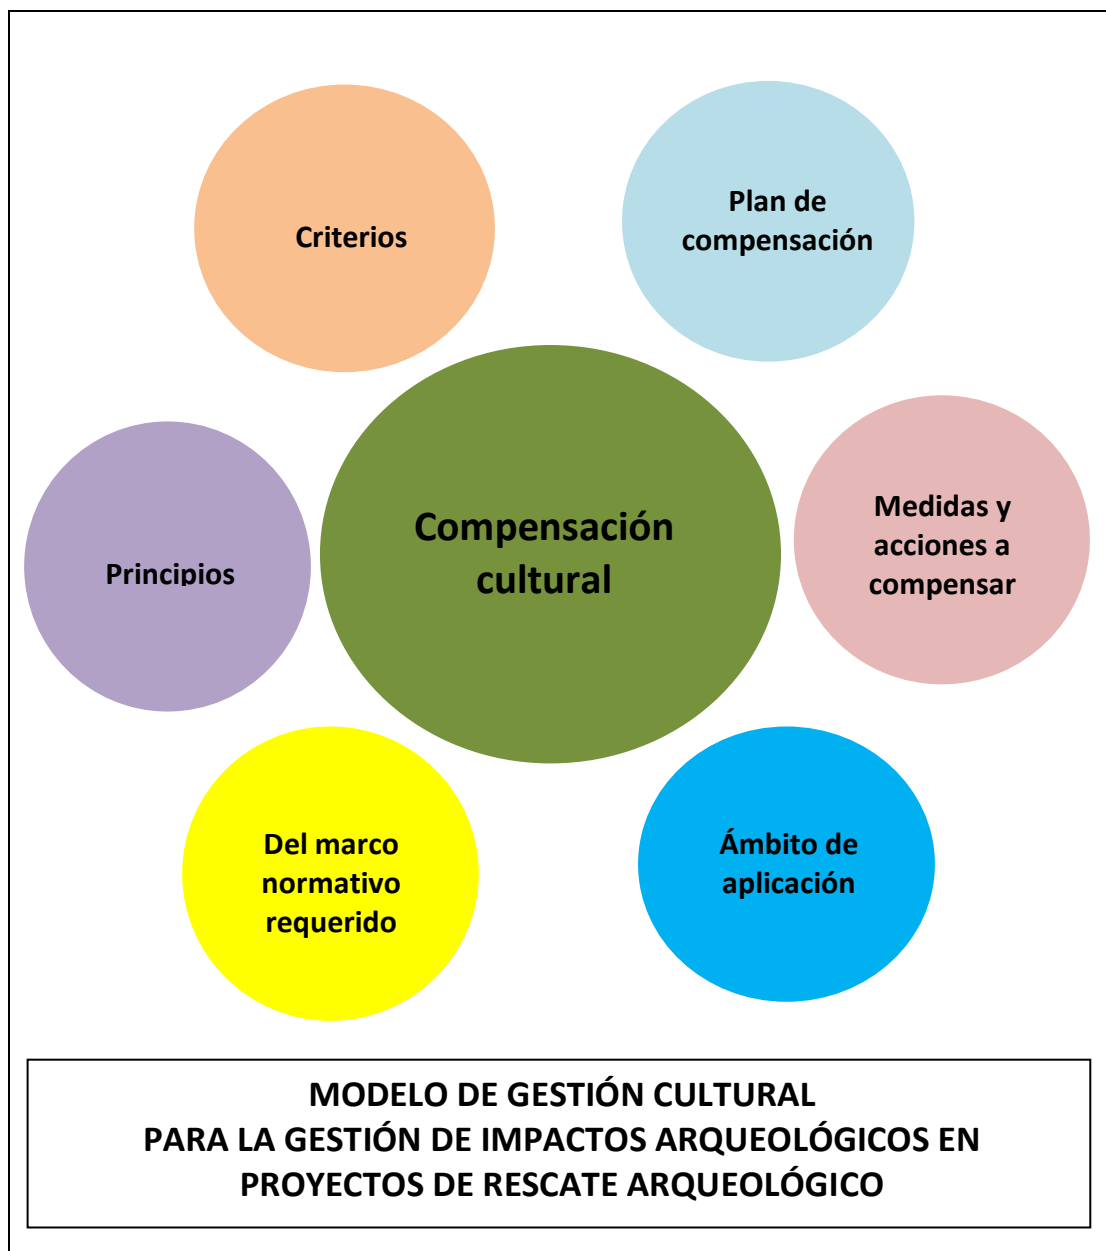 Criterios
Plan de
compensación
Compensación
cultural
Medidas y
acciones a
compensar
Principios
Del marco
normativo
requerido
Ámbito de
aplicación
MODELO DE GESTIÓN CULTURAL
PARA LA GESTIÓN DE IMPACTOS ARQUEOLÓGICOS EN
PROYECTOS DE RESCATE ARQUEOLÓGICO